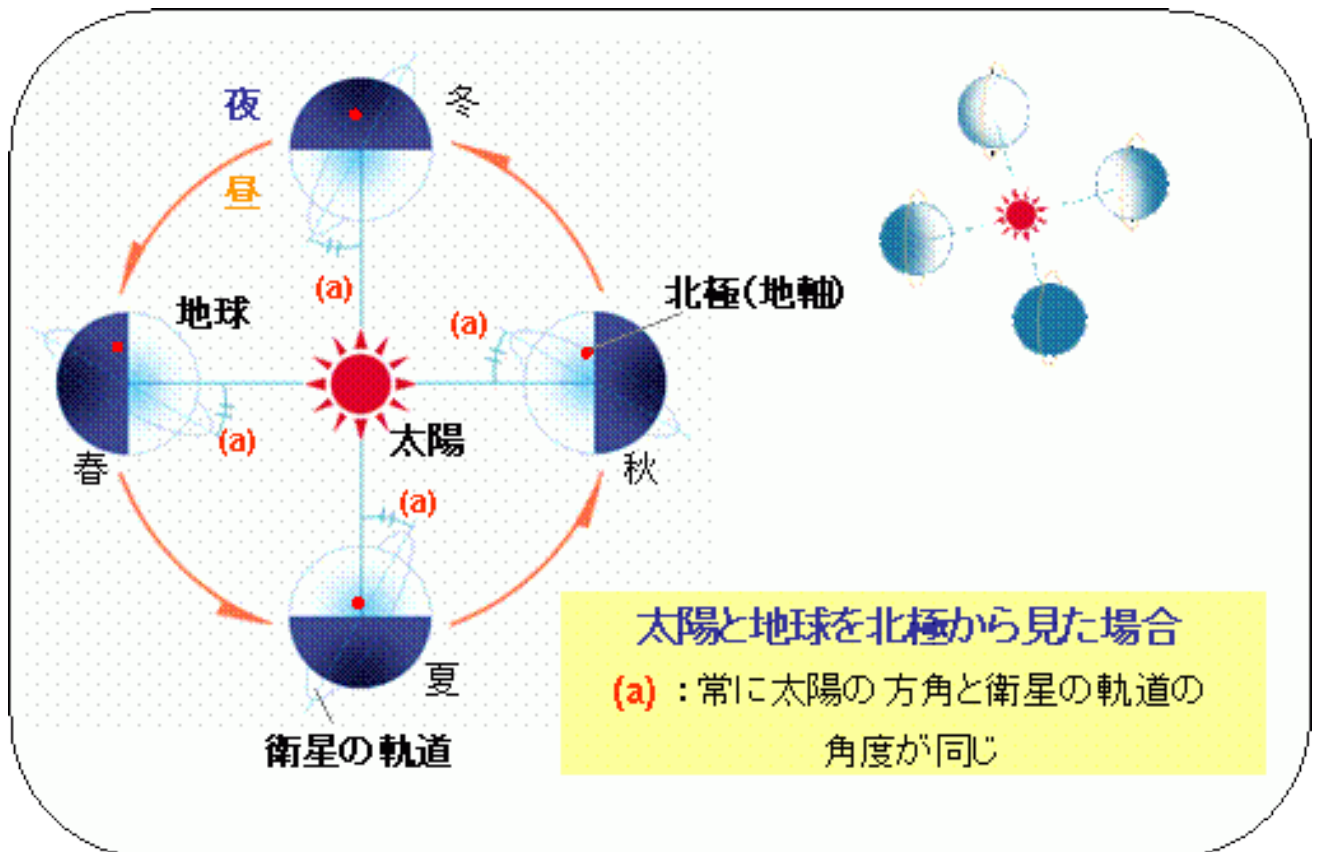 夜
冬
昼
(a)
地球
北極(地軸)
(a)
(a)
太陽
春
秋
(a)
夏
衛星の軌道
太陽と地球を北極から見た場合
(a) : 常に太陽の方角と衛星の軌道の
角度が同じ